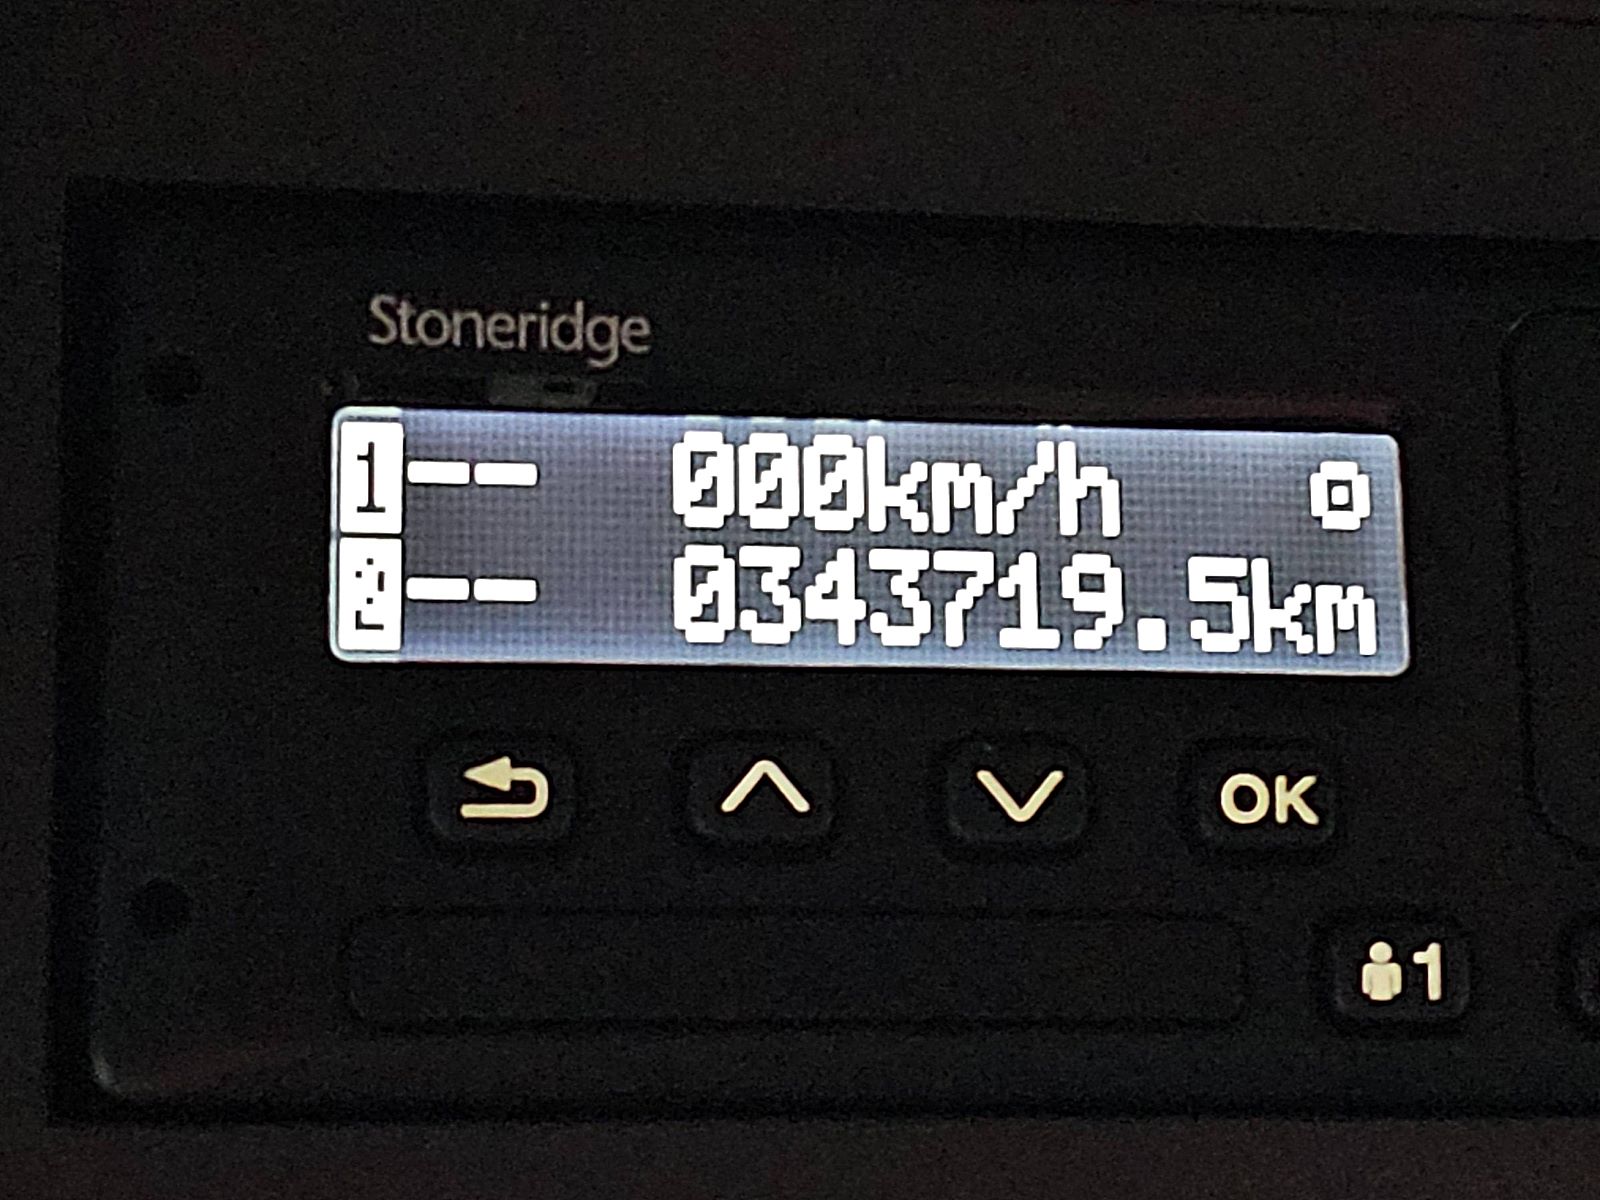 Stoneridge
1 -- 000km/h
2 -- 0343719.5km
OK
1